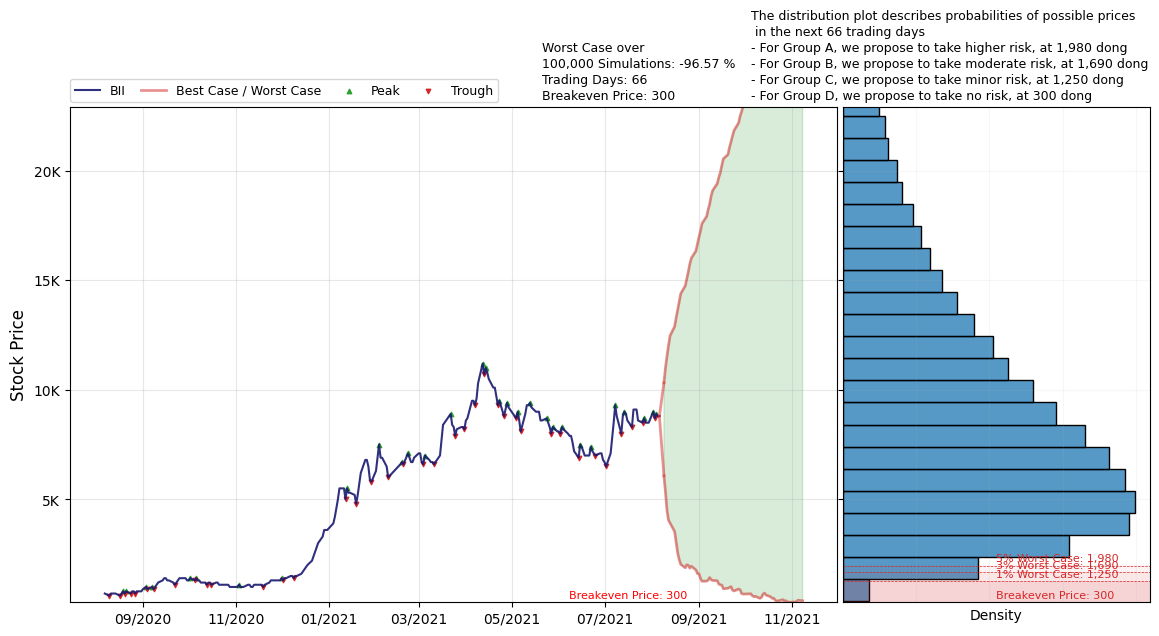 The distribution plot describes probabilities of possible prices
in the next 66 trading days
- For Group A, we propose to take higher risk, at 1,980 dong
- For Group B, we propose to take moderate risk, at 1,690 dong
- For Group C, we propose to take minor risk, at 1,250 dong
- For Group D, we propose to take no risk, at 300 dong
Worst Case over
100,000 Simulations: -96.57 %
Trading Days: 66
Breakeven Price: 300
BII
Best Case / Worst Case
Peak
Trough
Stock Price
20K
15K
10K
5K
09/2020
11/2020
01/2021
03/2021
05/2021
07/2021
09/2021
11/2021
Breakeven Price: 300
5% Worst Case: 1,980
3% Worst Case: 1,690
1% Worst Case: 1,250
Breakeven Price: 300
Density